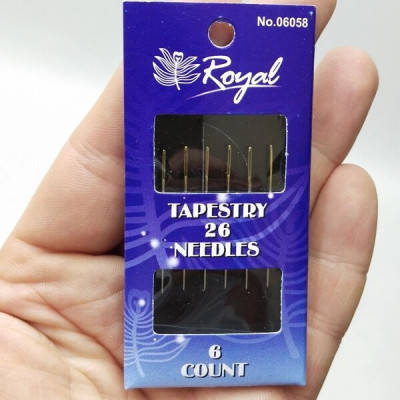 No.06058
Royal
TAPESTRY
26
NEEDLES
6
COUNT